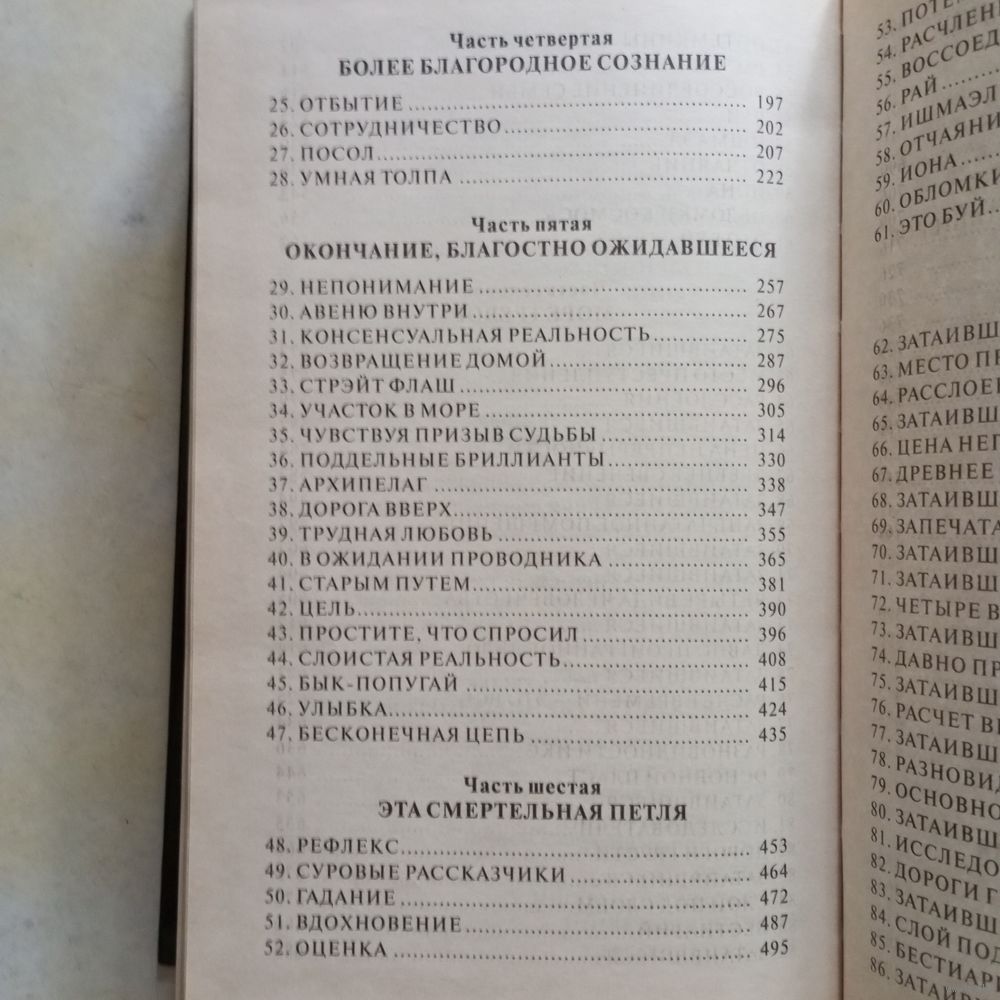 Часть четвертая
БОЛЕЕ БЛАГОРОДНОЕ СОЗНАНИЕ
25. ОТБЫТИЕ 197
26. СОТРУДНИЧЕСТВО 202
27. ПОСОЛ 207
28. УМНАЯ ТОЛПА 222
Часть пятая
ОКОНЧАНИЕ, БЛАГОСТНО ОЖИДАВШЕЕСЯ
29. НЕПОНИМАНИЕ 257
30. АВЕНЮ ВНУТРИ 267
31. КОНСЕНСУАЛЬНАЯ РЕАЛЬНОСТЬ 275
32. ВОЗВРАЩЕНИЕ ДОМОЙ 287
33. СТРЭЙТ ФЛАШ 296
34. УЧАСТОК В МОРЕ 305
35. ЧУВСТВУЯ ПРИЗЫВ СУДЬБЫ 314
36. ПОДДЕЛЬНЫЕ БРИЛЛИАНТЫ 330
37. АРХИПЕЛАГ 338
38. ДОРОГА ВВЕРХ 347
39. ТРУДНАЯ ЛЮБОВЬ 355
40. В ОЖИДАНИИ ПРОВОДНИКА 365
41. СТАРЫМ ПУТЕМ 381
42. ЦЕЛЬ 390
43. ПРОСТИТЕ, ЧТО СПРОСИЛ 396
44. СЛОИСТАЯ РЕАЛЬНОСТЬ 408
45. БЫК-ПОПУГАЙ 415
46. УЛЫБКА 424
47. БЕСКОНЕЧНАЯ ЦЕПЬ 435
Часть шестая
ЭТА СМЕРТЕЛЬНАЯ ПЕТЛЯ
48. РЕФЛЕКС 453
49. СУРОВЫЕ РАССКАЗЧИКИ 464
50. ГАДАНИЕ 472
51. ВДОХНОВЕНИЕ 487
52. ОЦЕНКА 495
53. ПОТЕ
54. РАСЧЛЕН
55. ВОССОЕД
56. РАЙ
57. ИШМАЭЛ
58. ОТЧАЯНИ
59. ИОНА
60. ОБЛОМКИ
61. ЭТО БУЙ
62. ЗАТАИВШ
63. МЕСТО ПЕ
64. РАССЛОЕ
65. ЗАТАИВШ
66. ЦЕНА НЕП
67. ДРЕВНЕЕ
68. ЗАТАИВШ
69. ЗАПЕЧАТА
70. ЗАТАИВШ
71. ЗАТАИВШ
72. ЧЕТЫРЕ В
73. ЗАТАИВШ
74. ДАВНО ПР
75. ЗАТАИВШ
76. РАСЧЕТ В
77. ЗАТАИВШ
78. РАЗНОВИД
79. ОСНОВНО
80. ЗАТАИВШ
81. ИССЛЕДО
82. ДОРОГИ Г
83. ЗАТАИВШ
84. СЛОЙ ПОД
85. БЕСТИАРИ
86. ЗАТАИВ